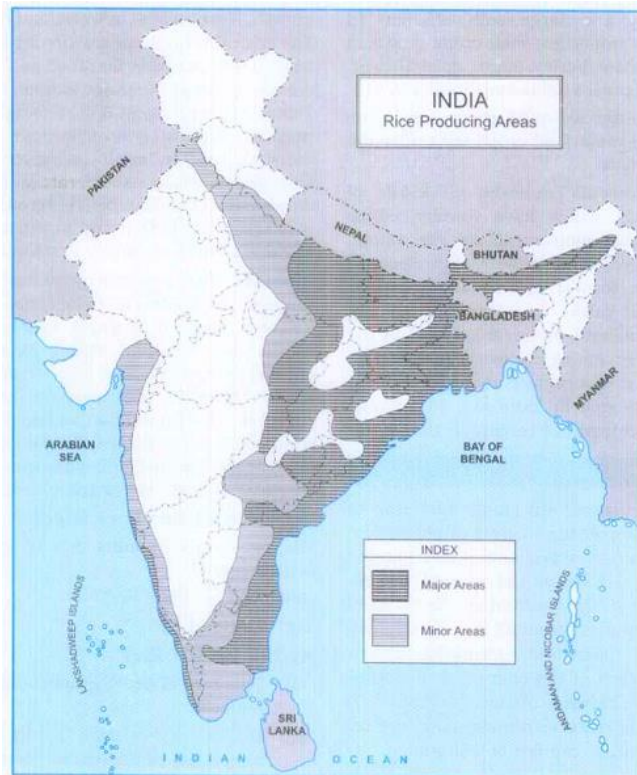 INDIA
Rice Producing Areas
PAKISTAN
NEPAL
BHUTAN
BANGLADESH
MYANMAR
ARABIAN
SEA
BAY OF
BENGAL
INDEX
Major Areas
Minor Areas
LAKSHADWEEP ISLANDS
ANDAMAN AND NICOBAR ISLANDS
SRI
LANKA
INDIAN OCEAN